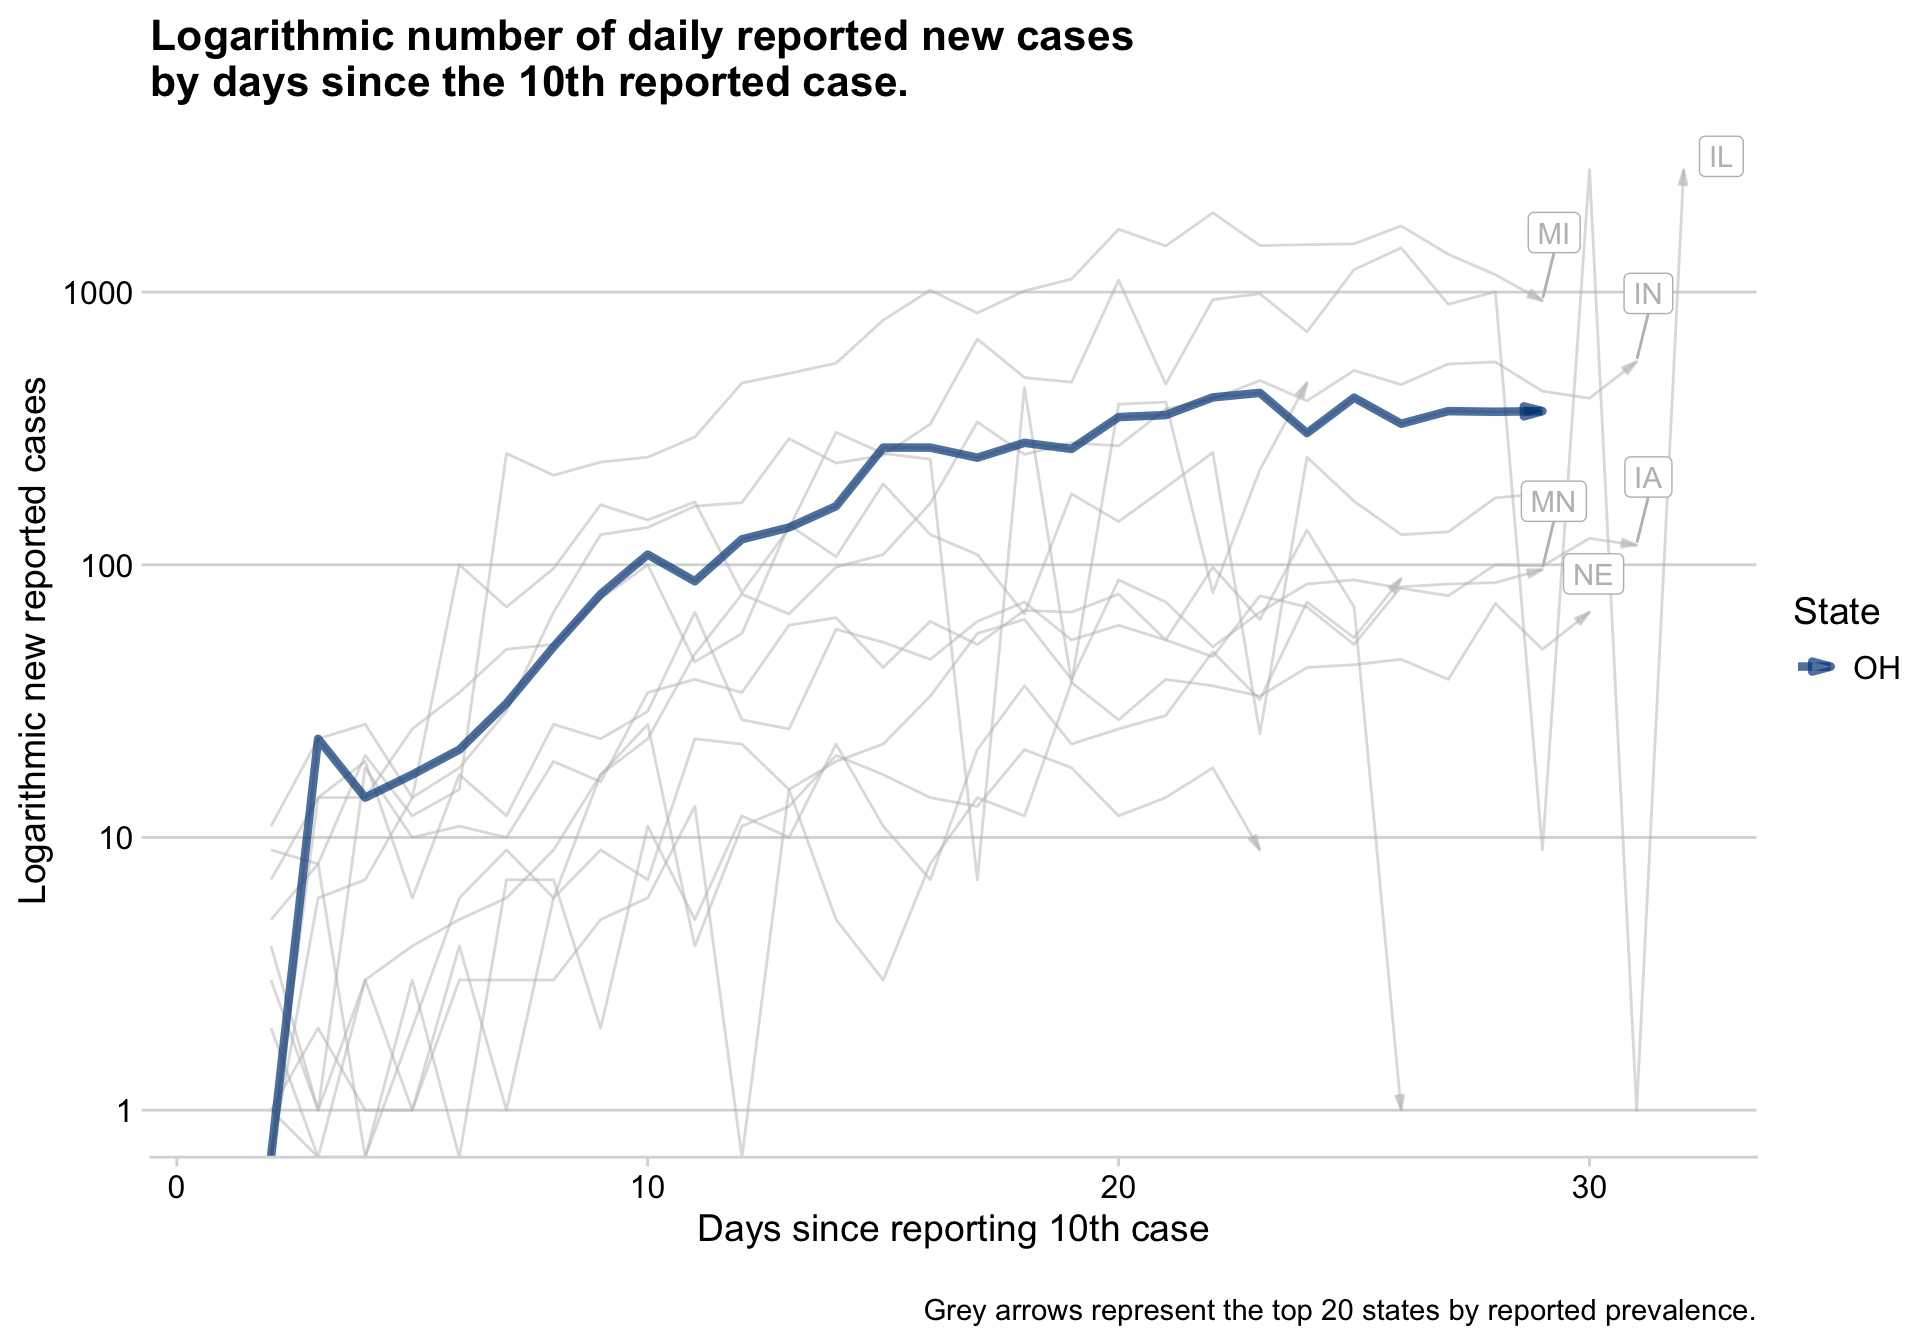 Logarithmic number of daily reported new cases
by days since the 10th reported case.
IL
MI
IN
1000
IA
MN
100
NE
10
1
Logarithmic new reported cases
State
OH
0 10 20 30
Days since reporting 10th case
Grey arrows represent the top 20 states by reported prevalence.